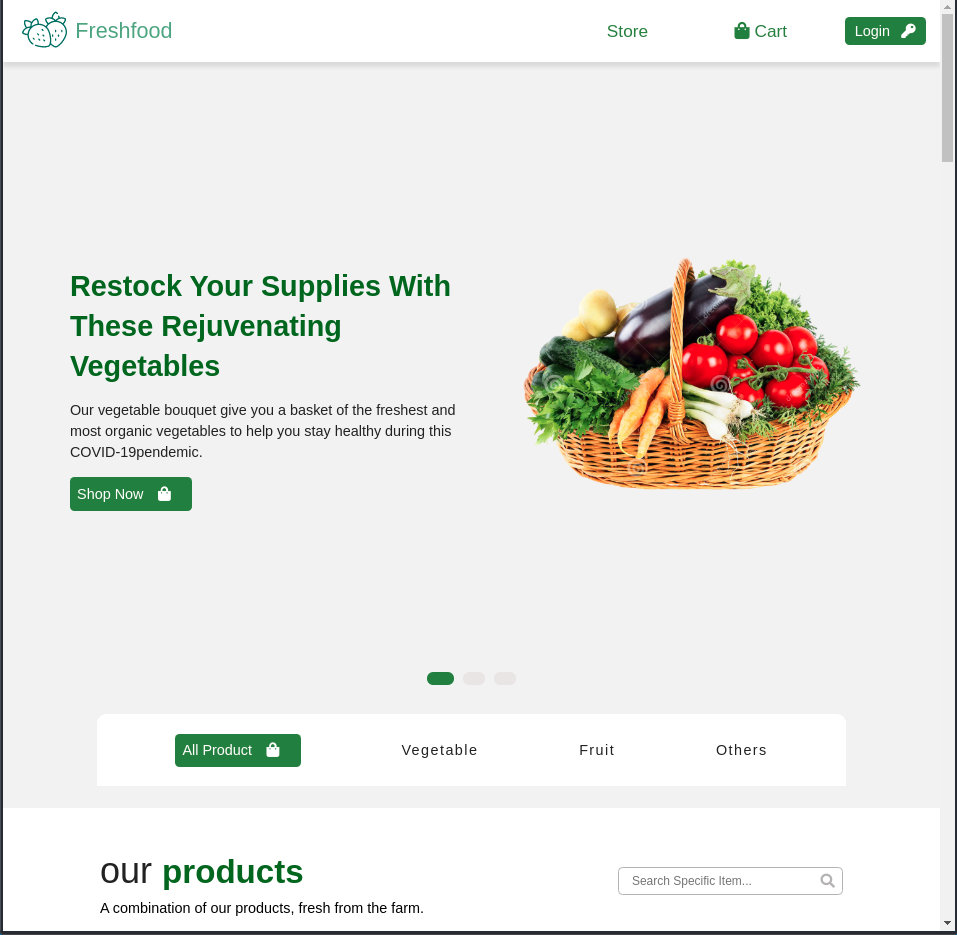 Freshfood
Store
Cart
Login
Restock Your Supplies With
These Rejuvenating
Vegetables
Our vegetable bouquet give you a basket of the freshest and
most organic vegetables to help you stay healthy during this
COVID-19pendemic.
Shop Now
All Product
Vegetable
Fruit
Others
our products
Search Specific Item...
A combination of our products, fresh from the farm.